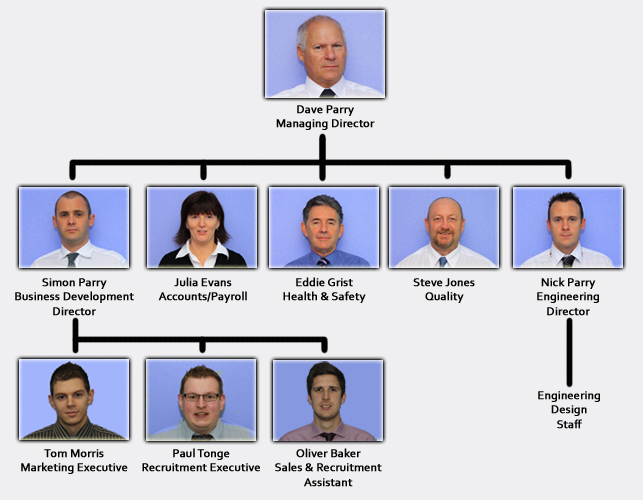 Dave Parry
Managing Director
Simon Parry
Business Development
Director
Julia Evans
Accounts/Payroll
Eddie Grist
Health & Safety
Steve Jones
Quality
Nick Parry
Engineering
Director
Tom Morris
Marketing Executive
Paul Tonge
Recruitment Executive
Oliver Baker
Sales & Recruitment
Assistant
Engineering
Design
Staff